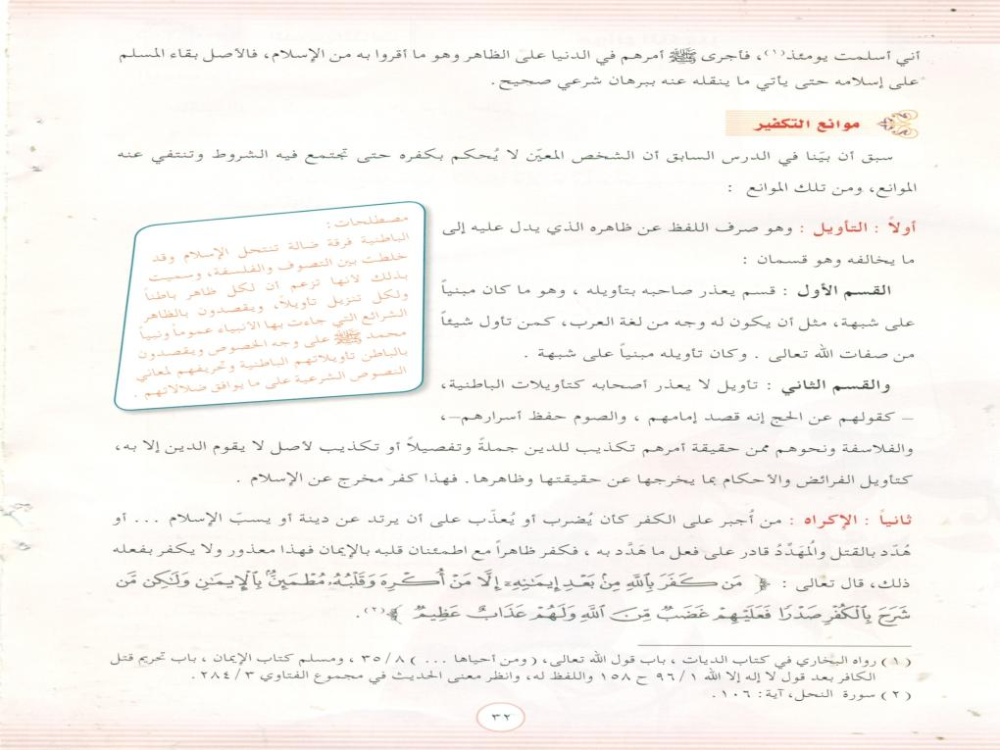 أني أسلمت يومئذ(١)، فأجرى ﷺ أمرهم في الدنيا على الظاهر وهو ما أقروا به من الإسلام، فالأصل بقاء المسلم
على إسلامه حتى يأتي ما ينقله عنه ببرهان شرعي صحيح.
موانع التكفير
سبق أن بيّنا في الدرس السابق أن الشخص المعيّن لا يُحكم بكفره حتى تجتمع فيه الشروط وتنتفي عنه
الموانع، ومن تلك الموانع :
أولاً : التأويل : وهو صرف اللفظ عن ظاهره الذي يدل عليه إلى
ما يخالفه وهو قسمان :
القسم الأول : قسم يعذر صاحبه بتأويله ، وهو ما كان مبنياً
على شبهة، مثل أن يكون له وجه من لغة العرب، كمن تأول شيئاً
من صفات الله تعالى . وكان تأويله مبنياً على شبهة .
والقسم الثاني : تأويل لا يعذر أصحابه كتأويلات الباطنية،
– كقولهم عن الحج إنه قصد إمامهم ، والصوم حفظ أسرارهم–،
والفلاسفة ونحوهم ممن حقيقة أمرهم تكذيب للدين جملةً وتفصيلاً أو تكذيب لأصل لا يقوم الدين إلا به،
كتأويل الفرائض والأحكام بما يخرجها عن حقيقتها وظاهرها. فهذا كفر مخرج عن الإسلام .
مصطلحات :
الباطنية فرقة ضالة تنتحل الإسلام وقد
خلطت بين التصوف والفلسفة، وسميت
بذلك لأنها تزعم أن لكل ظاهر باطناً
ولكل تنزيل تأويلاً، ويقصدون بالظاهر
الشرائع التي جاءت بها الأنبياء عموماً ونبياً
محمد ﷺ على وجه الخصوص ويقصدون
بالباطن تأويلاتهم الباطنية وتحريفهم لمعاني
النصوص الشرعية على ما يوافق ضلالاتهم .
ثانياً : الإكراه : من أُجبر على الكفر كأن يُضرب أو يُعذّب على أن يرتد عن دينة أو يسبّ الإسلام ... أو
هُدّد بالقتل والْمُهَدِّدُ قادر على فعل ما هَدَّد به ، فكفر ظاهراً مع اطمئنان قلبه بالإيمان فهذا معذور ولا يكفر بفعله
ذلك، قال تعالى : ﴿ مَن كَفَرَ بِٱللَّهِ مِنۢ بَعْدِ إِيمَـٰنِهِۦٓ إِلَّا مَنْ أُكْرِهَ وَقَلْبُهُۥ مُطْمَئِنٌّۢ بِٱلْإِيمَـٰنِ وَلَـٰكِن مَّن
شَرَحَ بِٱلْكُفْرِ صَدْرًا فَعَلَيْهِمْ غَضَبٌ مِّنَ ٱللَّهِ وَلَهُمْ عَذَابٌ عَظِيمٌ ﴾(٢).
(١) رواه البخاري في كتاب الديات ، باب قول الله تعالى، ( ومن أحياها ... ) ٣٥/٨ ، ومسلم كتاب الإيمان ، باب تحريم قتل
الكافر بعد قول لا إله إلا الله ٩٦/١ ح ١٥٨ واللفظ له، وانظر معنى الحديث في مجموع الفتاوي ٢٨٤/٣ .
(٢) سورة النحل، آية: ١٠٦ .
٣٢